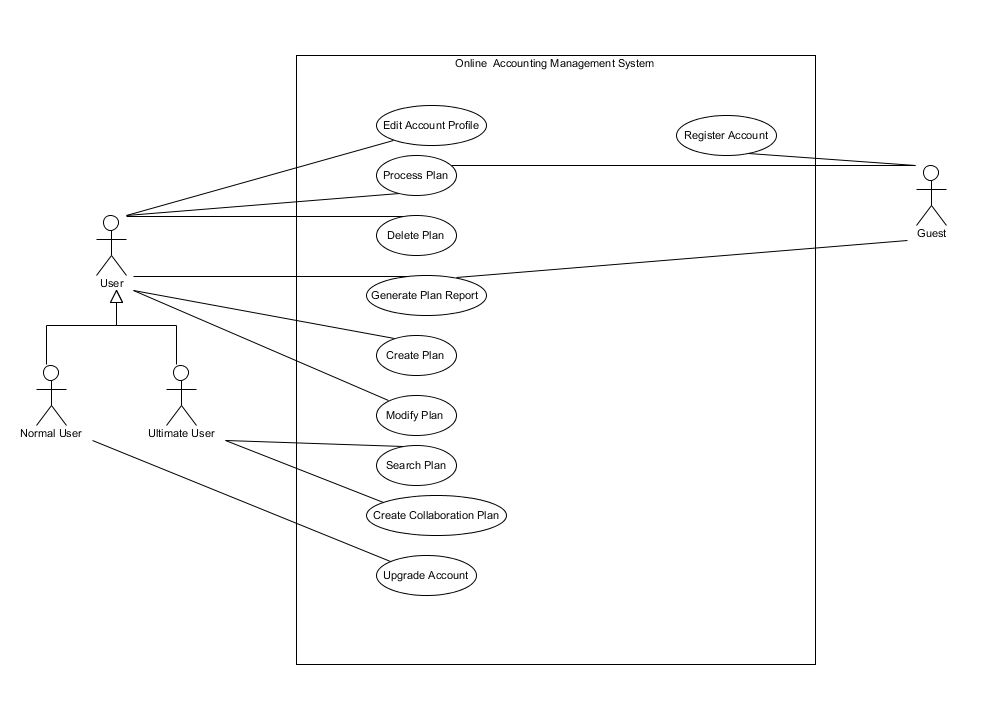 Online  Accounting Management System
Edit Account Profile
Register Account
Process Plan
Delete Plan
Guest
User
Generate Plan Report
Create Plan
Modify Plan
Normal User
Ultimate User
Search Plan
Create Collaboration Plan
Upgrade Account